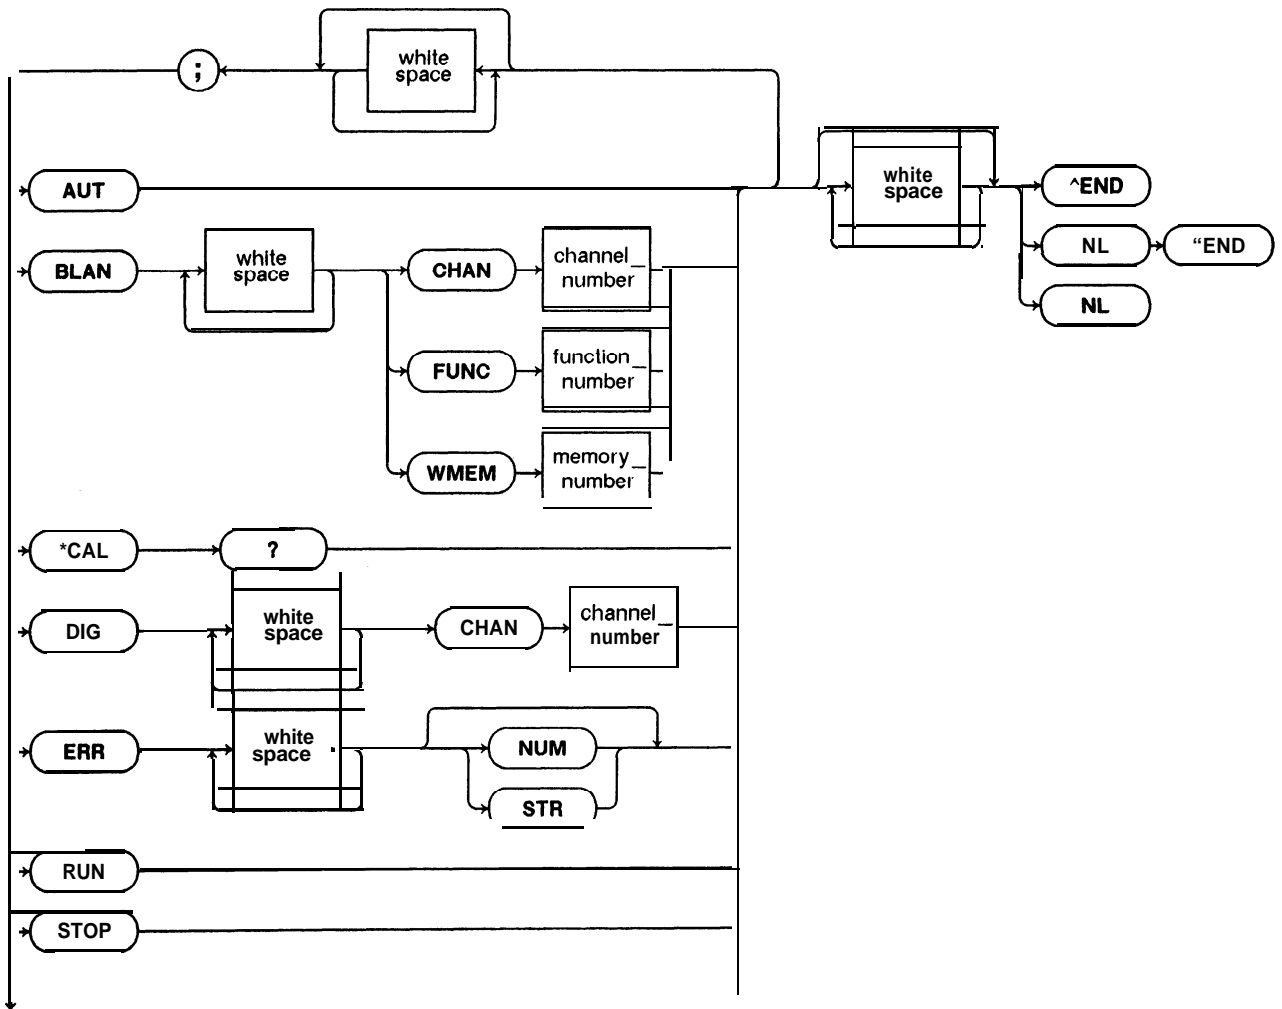 ;
white
space
AUT
white
space
^END
NL
“END
NL
BLAN
white
space
CHAN
channel_
number
FUNC
function_
number
WMEM
memory_
number
*CAL
?
DIG
white
space
CHAN
channel_
number
ERR
white
space
NUM
STR
RUN
STOP